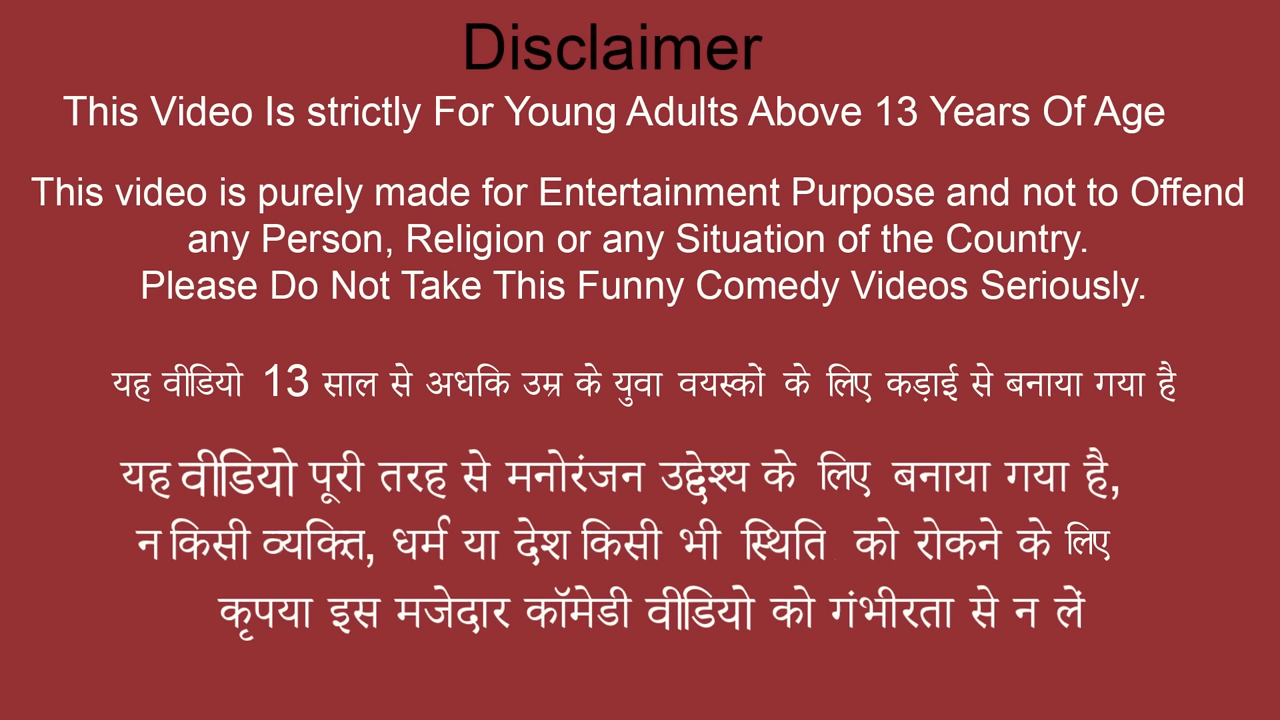 Disclaimer
This Video Is strictly For Young Adults Above 13 Years Of Age
This video is purely made for Entertainment Purpose and not to Offend
any Person, Religion or any Situation of the Country.
Please Do Not Take This Funny Comedy Videos Seriously.
यह वीडियो 13 साल से अधकि उम्र के युवा वयस्कों के लिए कड़ाई से बनाया गया है
यह वीडियो पूरी तरह से मनोरंजन उद्देश्य के लिए बनाया गया है,
न किसी व्यक्ति, धर्म या देश किसी भी स्थिति को रोकने के लिए
कृपया इस मजेदार कॉमेडी वीडियो को गंभीरता से न लें